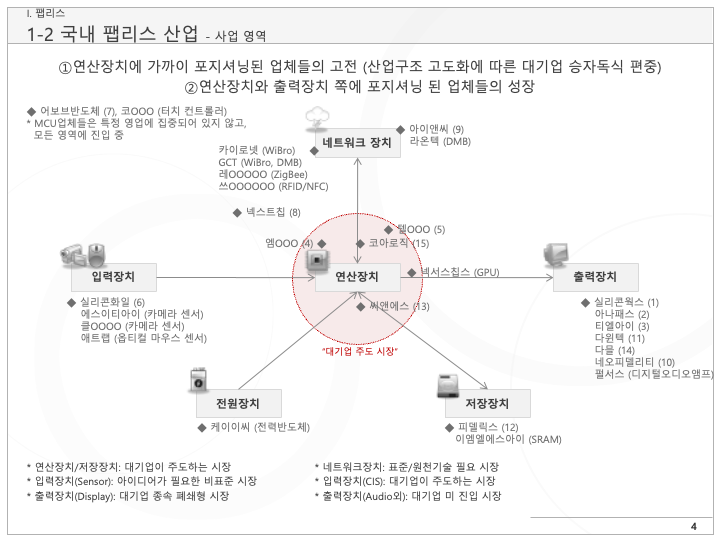 I. 팹리스
1-2 국내 팹리스 산업 - 사업 영역
①연산장치에 가까이 포지셔닝된 업체들의 고전 (산업구조 고도화에 따른 대기업 승자독식 편중)
②연산장치와 출력장치 쪽에 포지셔닝 된 업체들의 성장
◆ 어보브반도체 (7), 코OOO (터치 컨트롤러)
* MCU업체들은 특정 영업에 집중되어 있지 않고,
모든 영역에 진입 중
네트워크 장치
◆ 아이앤씨 (9)
라온텍 (DMB)
카이로넷 (WiBro) ◆
GCT (WiBro, DMB)
레OOOOO (ZigBee)
쓰OOOOOO (RFID/NFC)
◆ 넥스트칩 (8)
◆ 텔OOO (5)
엠OOO (4) ◆
◆ 코아로직 (15)
입력장치
연산장치
◆ 넥서스칩스 (GPU)
출력장치
◆ 실리콘화일 (6)
에스이티아이 (카메라 센서)
클OOOO (카메라 센서)
애트랩 (옵티컬 마우스 센서)
◆ 씨앤에스 (13)
"대기업 주도 시장"
◆ 실리콘웍스 (1)
아나패스 (2)
티엘아이 (3)
다윈텍 (11)
다믈 (14)
네오피델리티 (10)
펄서스 (디지털오디오앰프)
전원장치
◆ 케이이씨 (전력반도체)
저장장치
◆ 피델릭스 (12)
이엠엘에스아이 (SRAM)
* 연산장치/저장장치: 대기업이 주도하는 시장
* 입력장치(Sensor): 아이디어가 필요한 비표준 시장
* 출력장치(Display): 대기업 종속 폐쇄형 시장
* 네트워크장치: 표준/원천기술 필요 시장
* 입력장치(CIS): 대기업이 주도하는 시장
* 출력장치(Audio외): 대기업 미 진입 시장
4